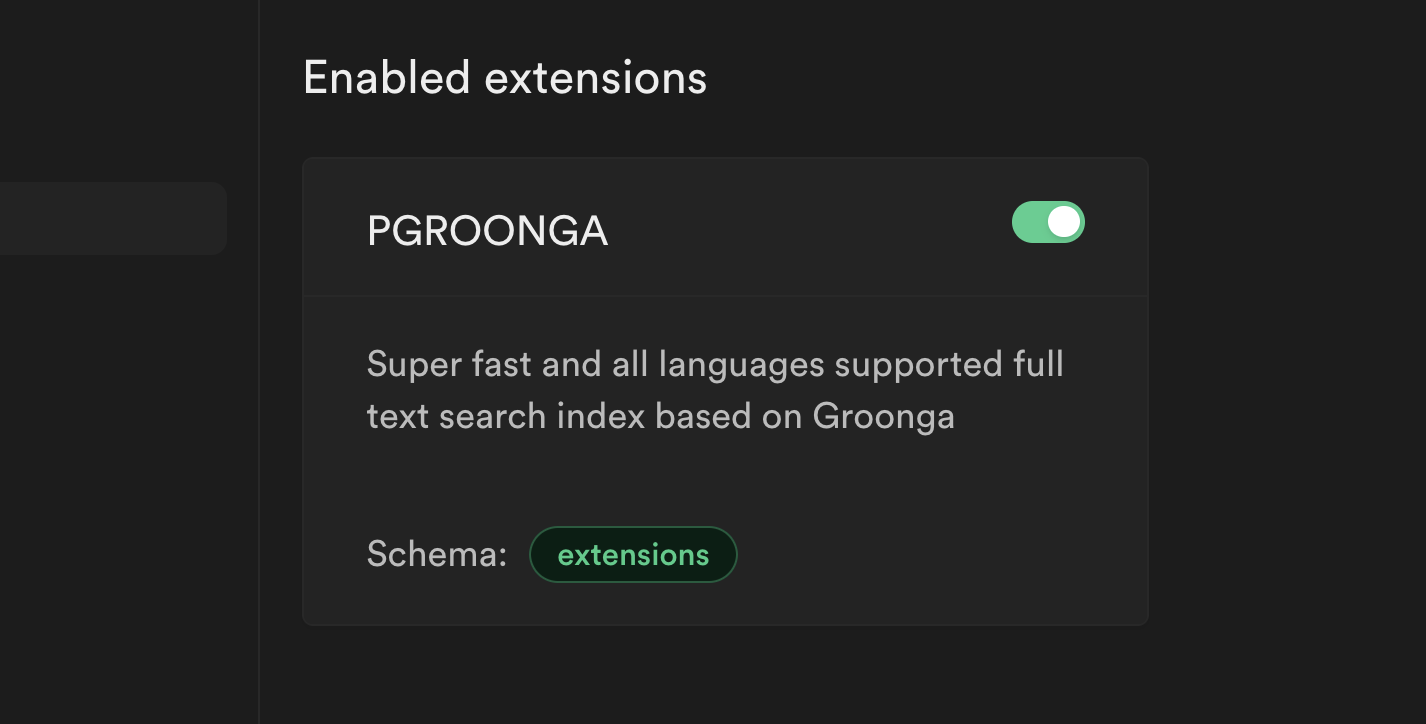 Enabled extensions
PGROONGA
Super fast and all languages supported full
text search index based on Groonga
Schema: extensions